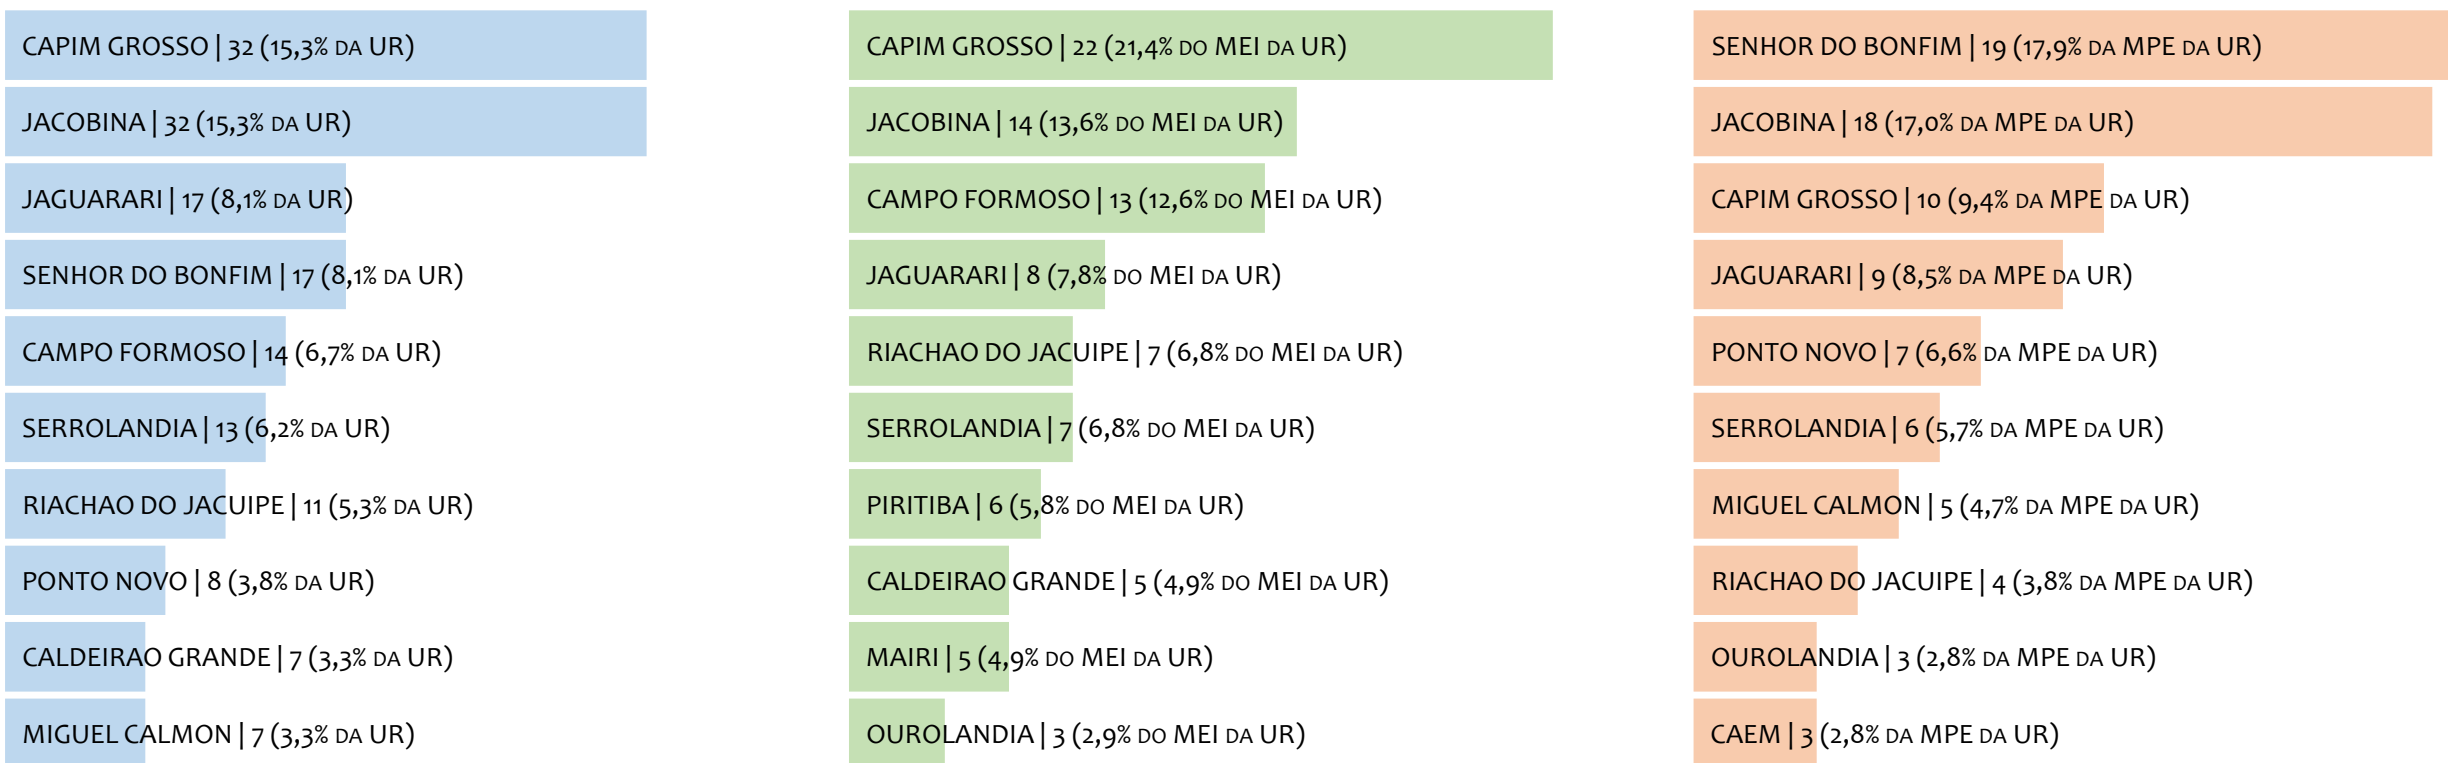 CAPIM GROSSO | 32 (15,3% DA UR)
JACOBINA | 32 (15,3% DA UR)
JAGUARARI | 17 (8,1% DA UR)
SENHOR DO BONFIM | 17 (8,1% DA UR)
CAMPO FORMOSO | 14 (6,7% DA UR)
SERROLANDIA | 13 (6,2% DA UR)
RIACHAO DO JACUIPE | 11 (5,3% DA UR)
PONTO NOVO | 8 (3,8% DA UR)
CALDEIRAO GRANDE | 7 (3,3% DA UR)
MIGUEL CALMON | 7 (3,3% DA UR)
CAPIM GROSSO | 22 (21,4% DO MEI DA UR)
JACOBINA | 14 (13,6% DO MEI DA UR)
CAMPO FORMOSO | 13 (12,6% DO MEI DA UR)
JAGUARARI | 8 (7,8% DO MEI DA UR)
RIACHAO DO JACUIPE | 7 (6,8% DO MEI DA UR)
SERROLANDIA | 7 (6,8% DO MEI DA UR)
PIRITIBA | 6 (5,8% DO MEI DA UR)
CALDEIRAO GRANDE | 5 (4,9% DO MEI DA UR)
MAIRI | 5 (4,9% DO MEI DA UR)
OUROLANDIA | 3 (2,9% DO MEI DA UR)
SENHOR DO BONFIM | 19 (17,9% DA MPE DA UR)
JACOBINA | 18 (17,0% DA MPE DA UR)
CAPIM GROSSO | 10 (9,4% DA MPE DA UR)
JAGUARARI | 9 (8,5% DA MPE DA UR)
PONTO NOVO | 7 (6,6% DA MPE DA UR)
SERROLANDIA | 6 (5,7% DA MPE DA UR)
MIGUEL CALMON | 5 (4,7% DA MPE DA UR)
RIACHAO DO JACUIPE | 4 (3,8% DA MPE DA UR)
OUROLANDIA | 3 (2,8% DA MPE DA UR)
CAEM | 3 (2,8% DA MPE DA UR)